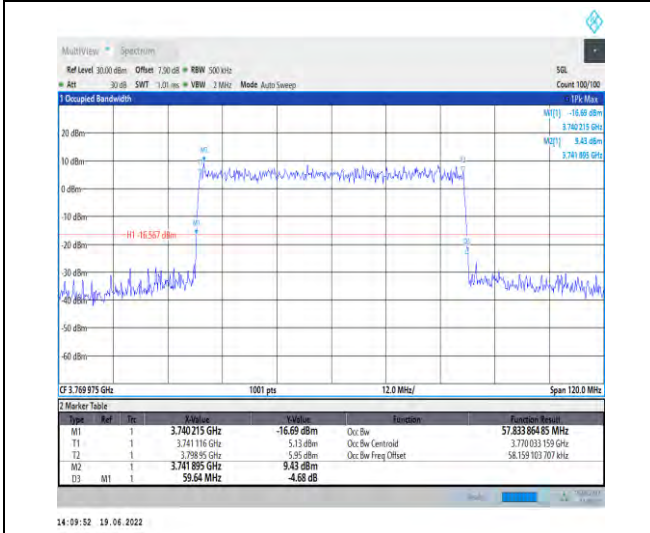 MultiView Spectrum
Ref Level 30.00 dBm Offset 7.90 dB RBW 500 kHz SGL
Att 30 dB SWT 1.01 ms VBW 2 MHz Mode Auto Sweep Count 100/100
1 Occupied Bandwidth 1Pk Max
M1[1] -16.69 dBm
3.740 215 GHz
M2[1] 9.43 dBm
3.741 895 GHz
20 dBm
M2
10 dBm
0 dBm
-10 dBm
M1
H1 -16.567 dBm
-20 dBm
-30 dBm
-40 dBm
-50 dBm
-60 dBm
CF 3.769 975 GHz 1001 pts 12.0 MHz/ Span 120.0 MHz
2 Marker Table
Type Ref Trc X-Value Y-Value Function Function Result
M1 1 3.740 215 GHz -16.69 dBm Occ Bw 57.833 864 85 MHz
T1 1 3.741 116 GHz 5.13 dBm Occ Bw Centroid 3.770 033 159 GHz
T2 1 3.798 95 GHz 5.95 dBm Occ Bw Freq Offset 58.159 103 707 kHz
M2 1 3.741 895 GHz 9.43 dBm
D3 M1 1 59.64 MHz -4.68 dB
14:09:52 19.06.2022